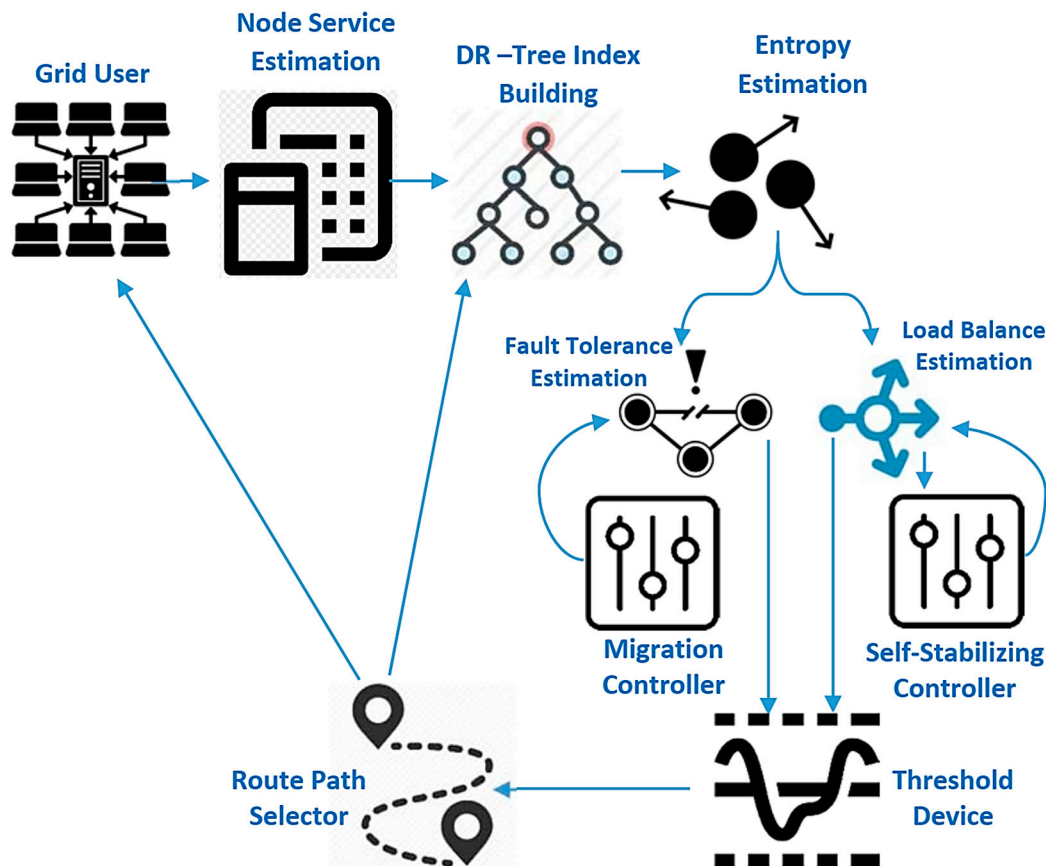 Grid User
Node Service
Estimation
DR –Tree Index
Building
Entropy
Estimation
Fault Tolerance
Estimation
Load Balance
Estimation
Migration
Controller
Self-Stabilizing
Controller
Route Path
Selector
Threshold
Device